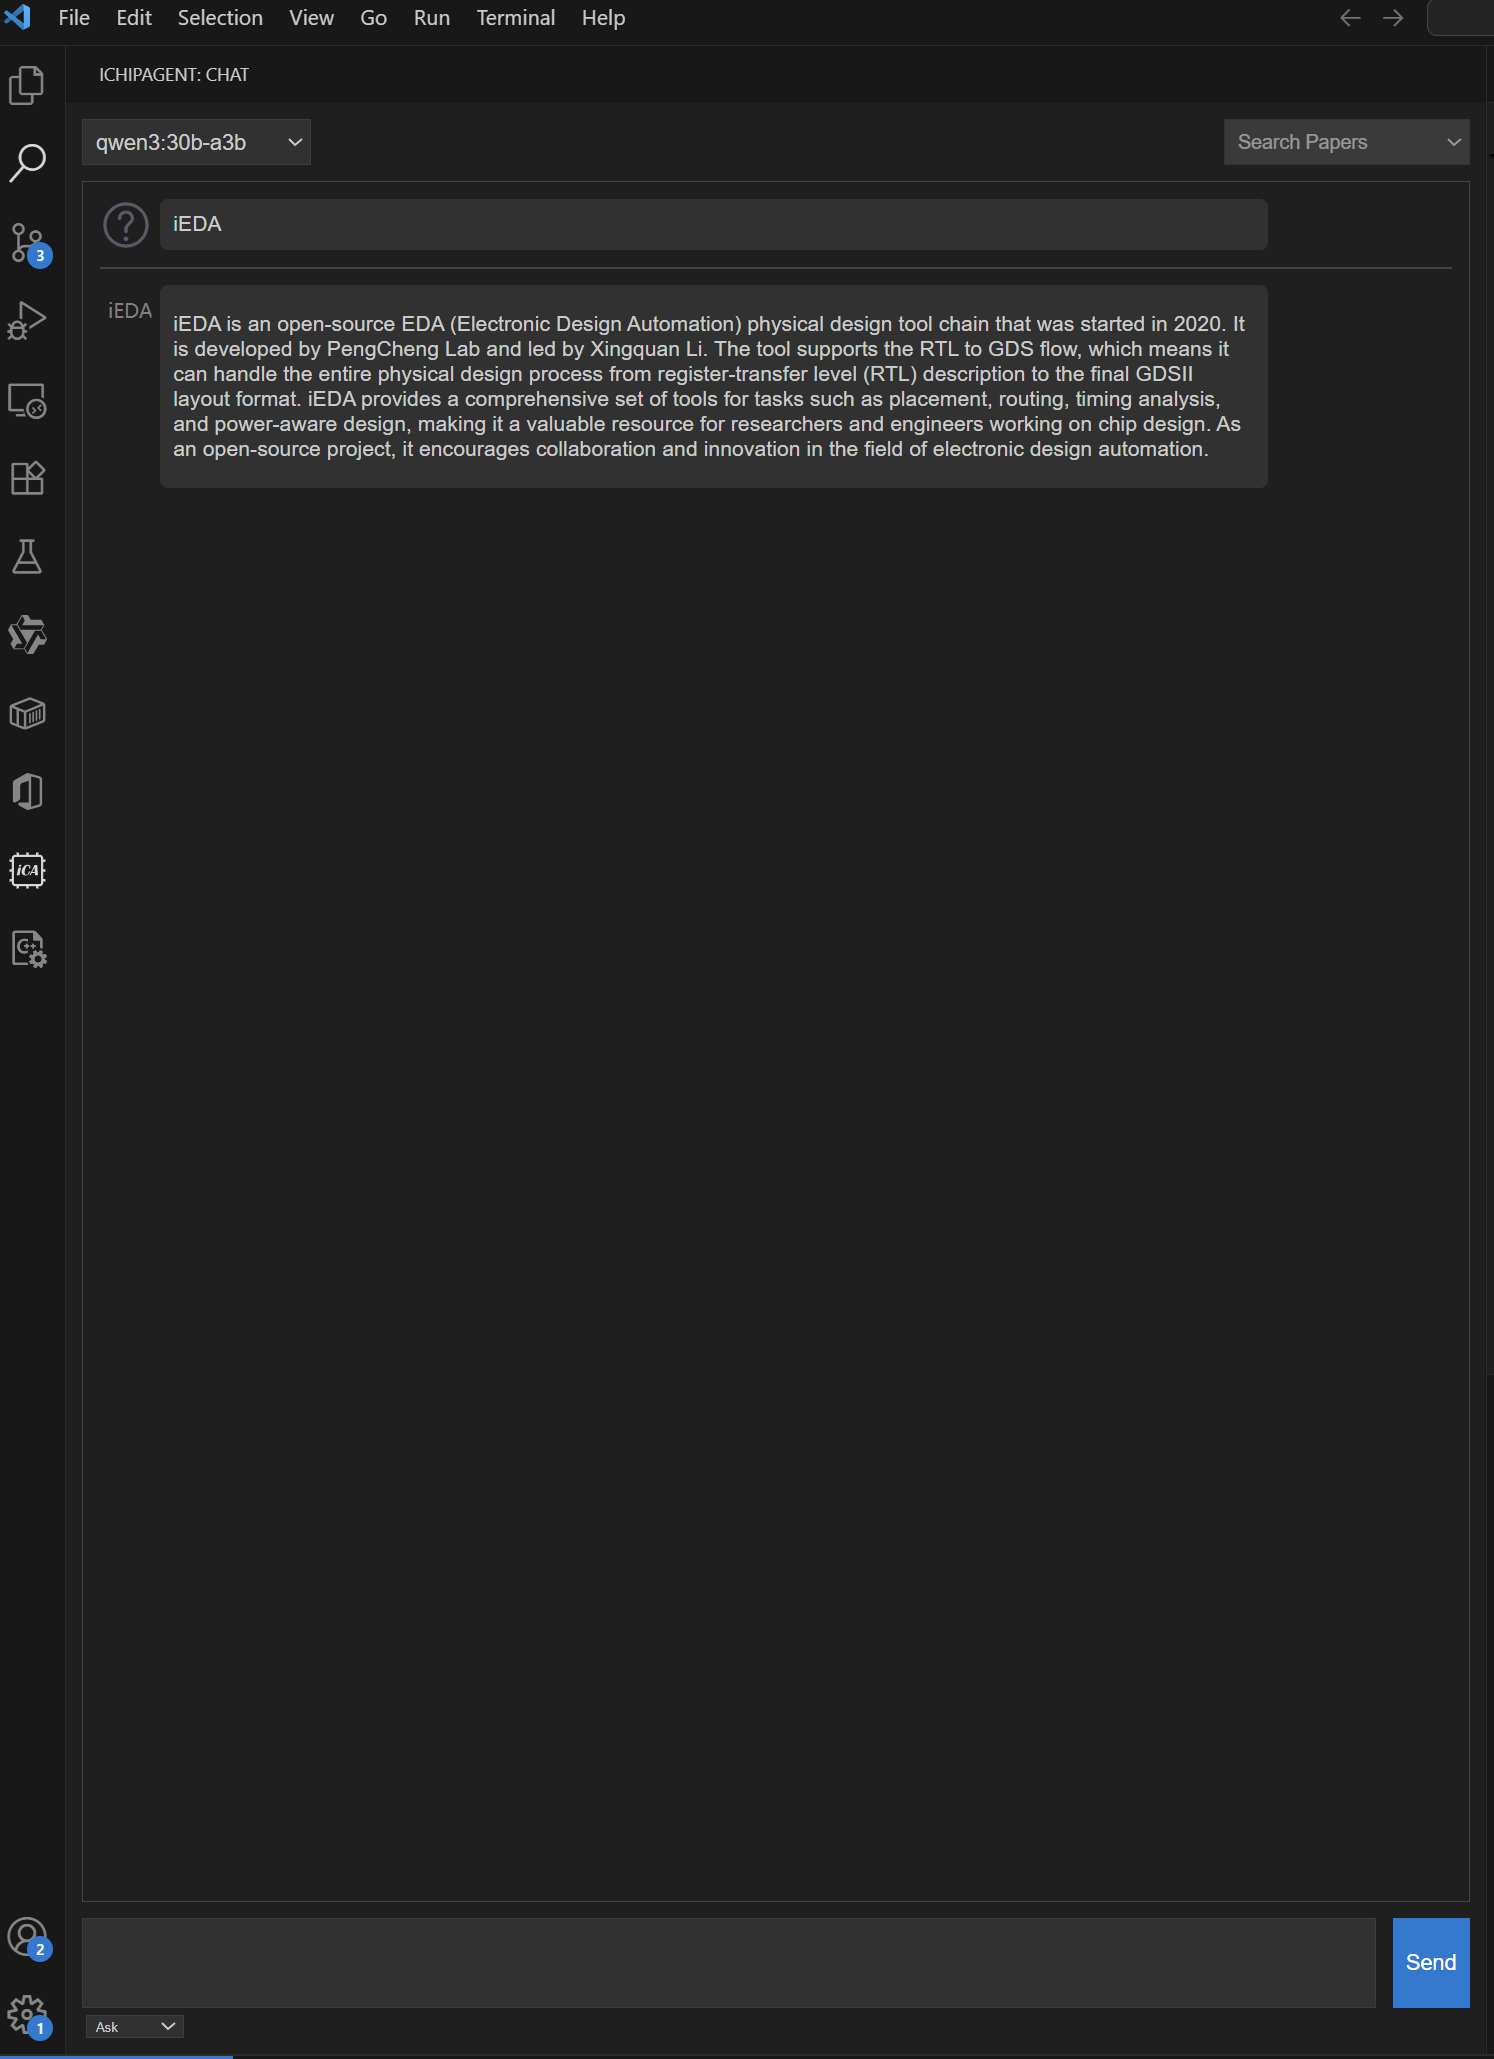 File Edit Selection View Go Run Terminal Help
ICHIPAGENT: CHAT
qwen3:30b-a3b
Search Papers
iEDA
iEDA
iEDA is an open-source EDA (Electronic Design Automation) physical design tool chain that was started in 2020. It
is developed by PengCheng Lab and led by Xingquan Li. The tool supports the RTL to GDS flow, which means it
can handle the entire physical design process from register-transfer level (RTL) description to the final GDSII
layout format. iEDA provides a comprehensive set of tools for tasks such as placement, routing, timing analysis,
and power-aware design, making it a valuable resource for researchers and engineers working on chip design. As
an open-source project, it encourages collaboration and innovation in the field of electronic design automation.
3
iCA
C++
2
1
Send
Ask